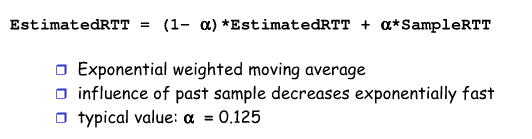 EstimatedRTT = (1- α)*EstimatedRTT + α*SampleRTT
Exponential weighted moving average
influence of past sample decreases exponentially fast
typical value: α = 0.125